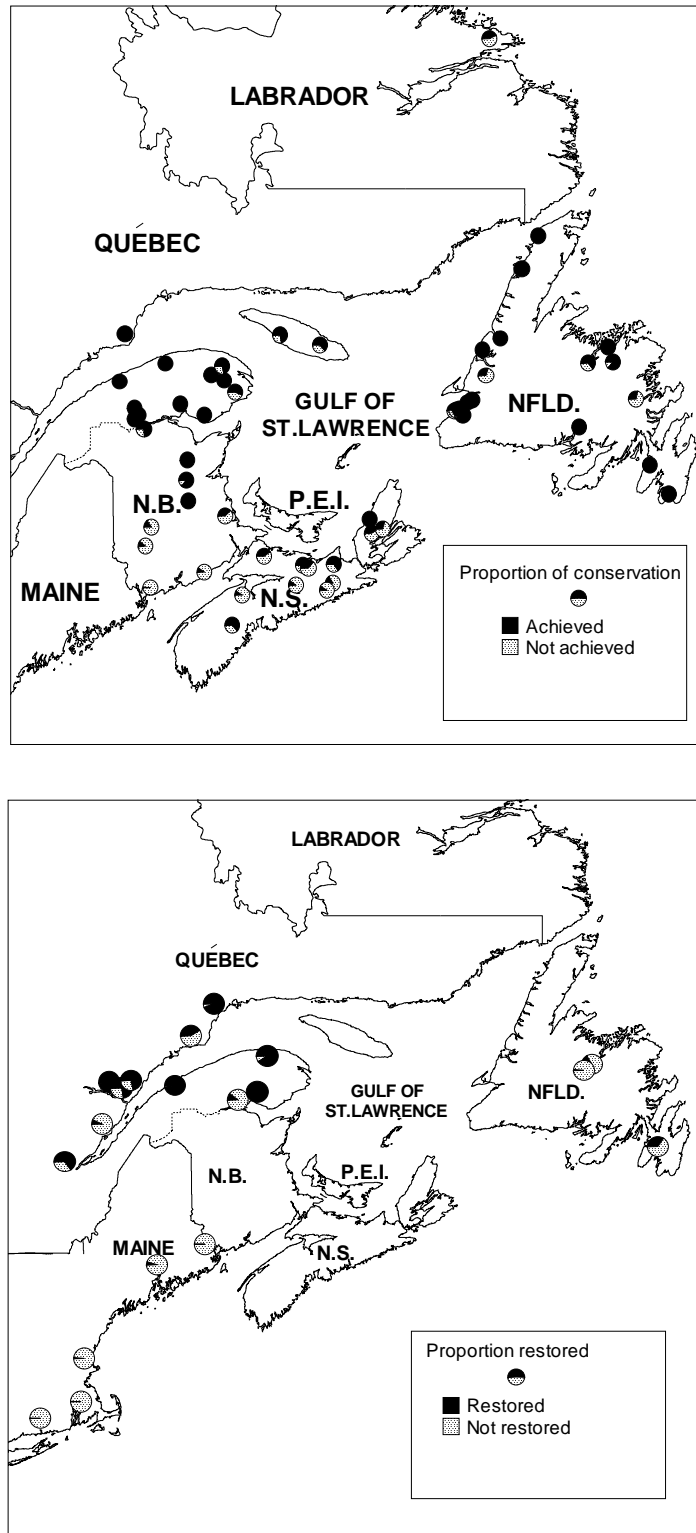 LABRADOR
QUÉBEC
GULF OF
ST.LAWRENCE
NFLD.
P.E.I.
N.B.
MAINE
N.S.
Proportion of conservation
Achieved
Not achieved
LABRADOR
QUÉBEC
GULF OF
ST.LAWRENCE
NFLD.
N.B.
P.E.I.
MAINE
N.S.
Proportion restored
Restored
Not restored